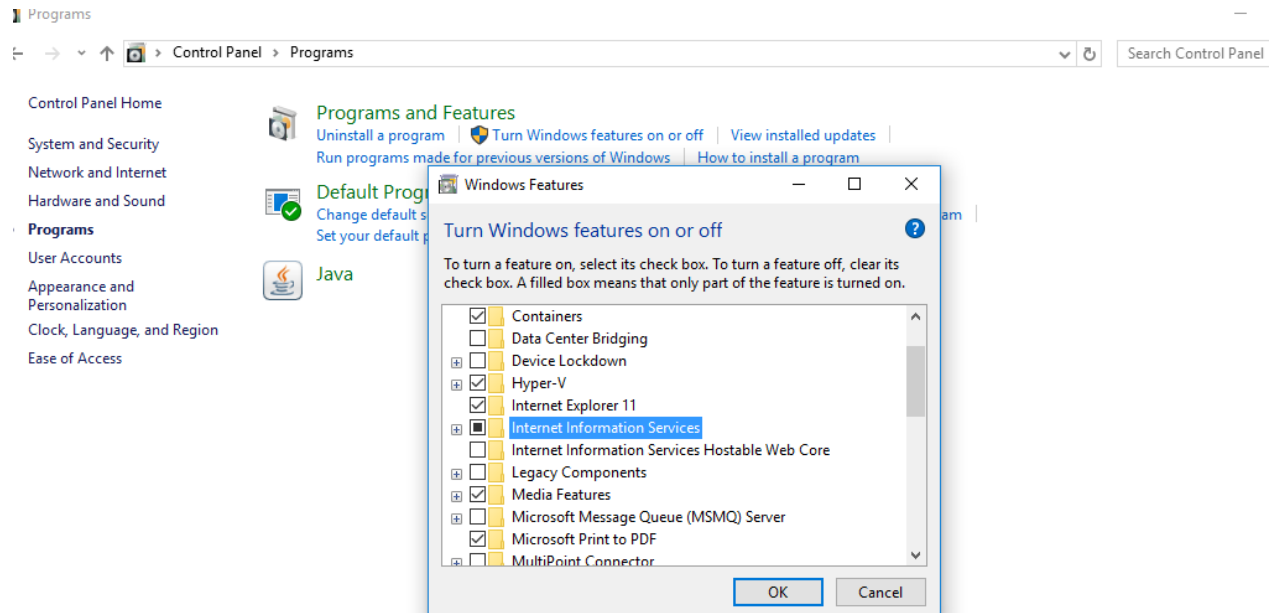 Programs
Control Panel > Programs
Search Control Panel
Control Panel Home
System and Security
Network and Internet
Hardware and Sound
Programs
User Accounts
Appearance and
Personalization
Clock, Language, and Region
Ease of Access
Programs and Features
Uninstall a program
Turn Windows features on or off
View installed updates
Run programs made for previous versions of Windows
How to install a program
Default Prog
Change default s
am
Set your default p
Java
Windows Features
Turn Windows features on or off
To turn a feature on, select its check box. To turn a feature off, clear its
check box. A filled box means that only part of the feature is turned on.
Containers
Data Center Bridging
Device Lockdown
Hyper-V
Internet Explorer 11
Internet Information Services
Internet Information Services Hostable Web Core
Legacy Components
Media Features
Microsoft Message Queue (MSMQ) Server
Microsoft Print to PDF
MultiPoint Connector
OK
Cancel